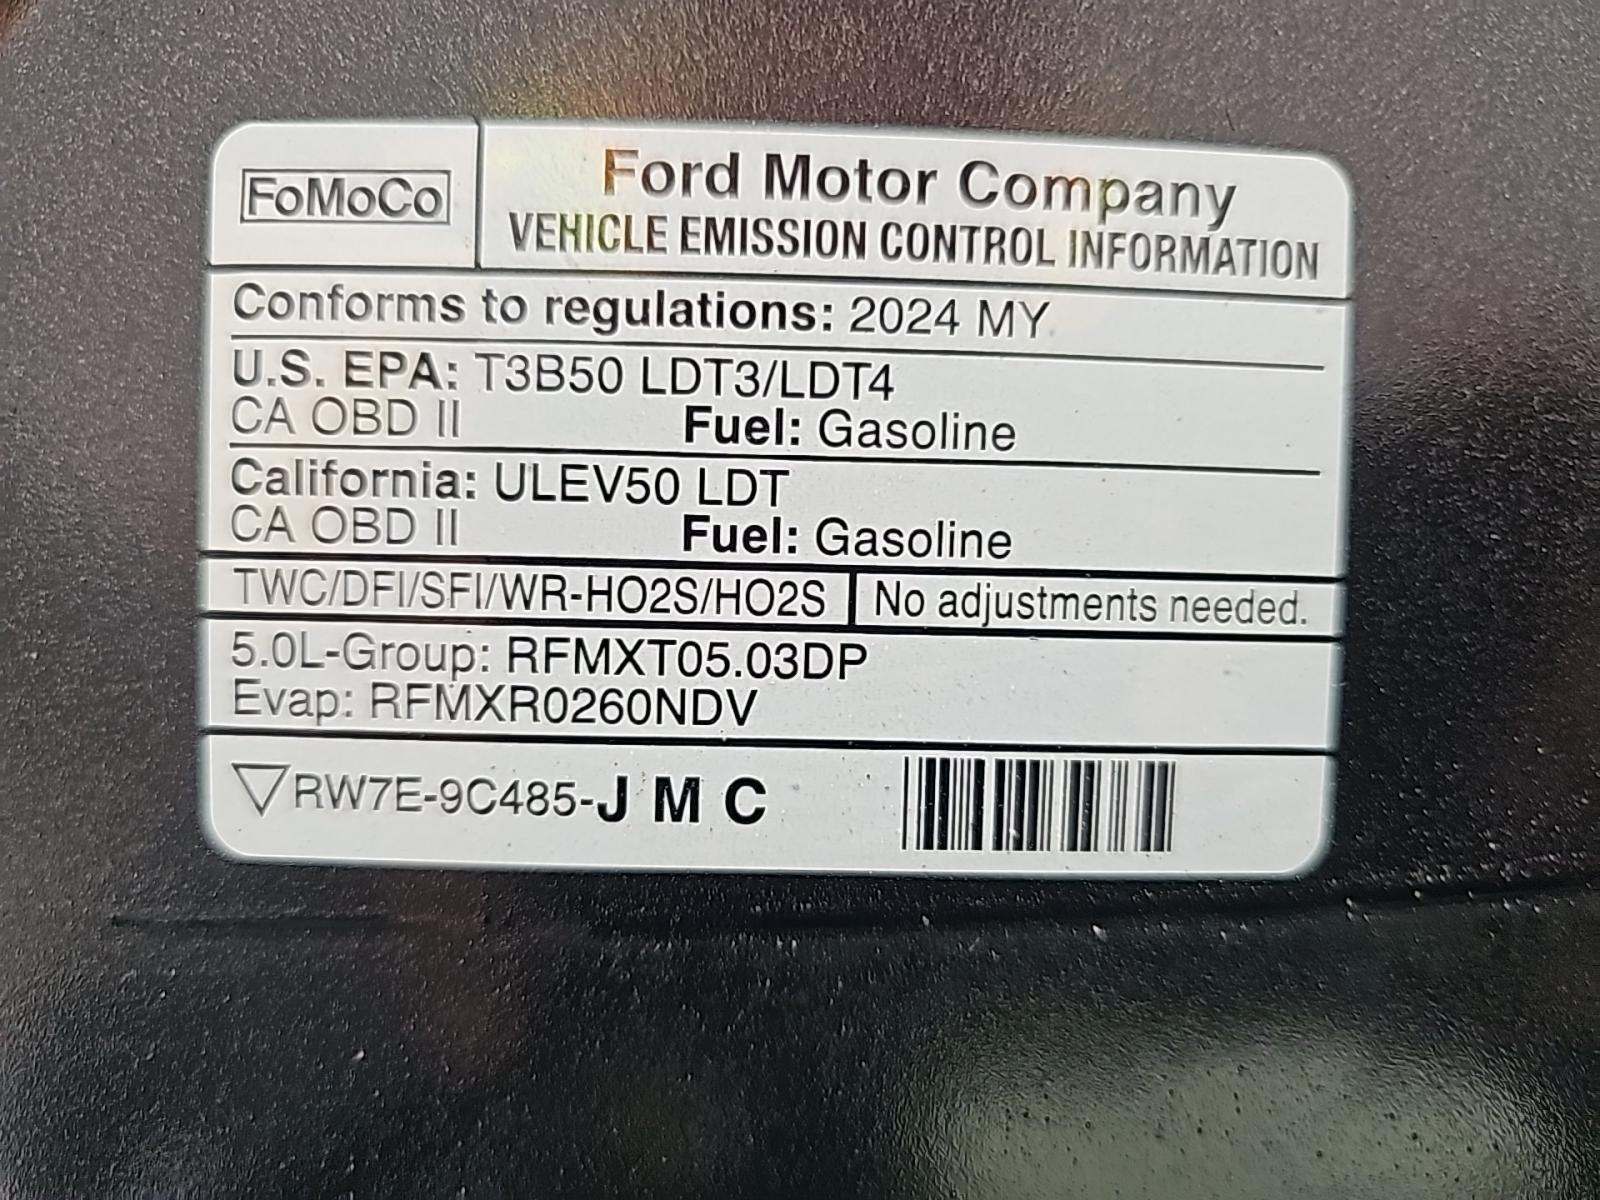 FoMoCo
Ford Motor Company
VEHICLE EMISSION CONTROL INFORMATION
Conforms to regulations: 2024 MY
U.S. EPA: T3B50 LDT3/LDT4
CA OBD II Fuel: Gasoline
California: ULEV50 LDT
CA OBD II Fuel: Gasoline
TWC/DFI/SFI/WR-HO2S/HO2S No adjustments needed.
5.0L-Group: RFMXT05.03DP
Evap: RFMXR0260NDV
RW7E-9C485-J M C